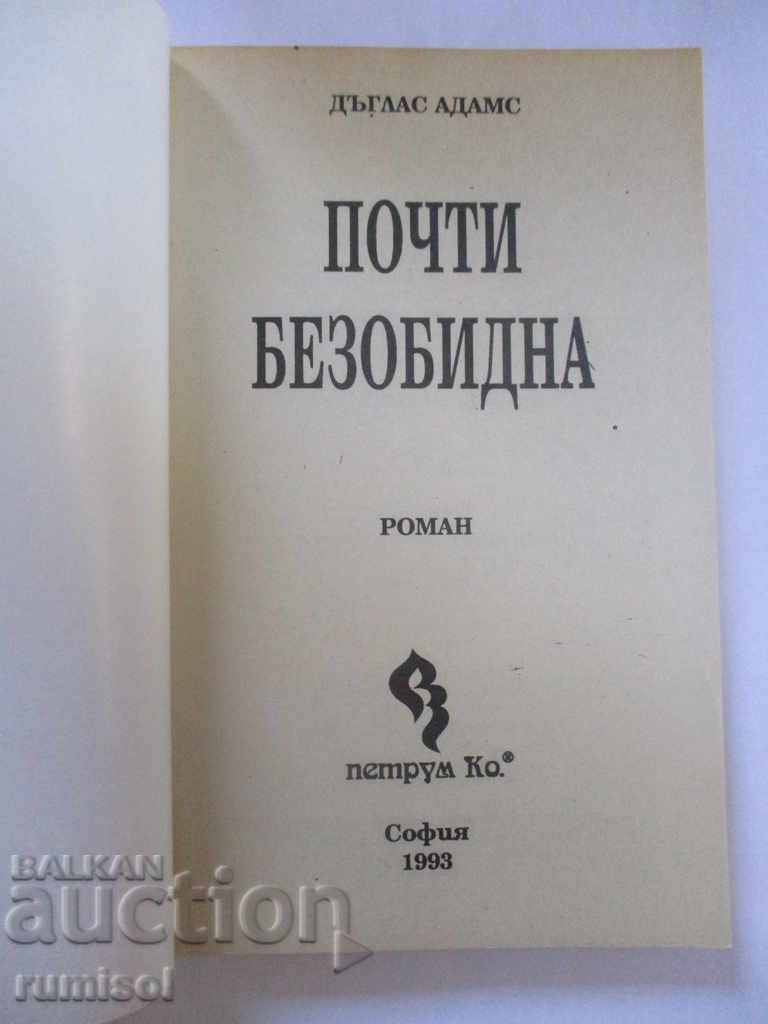 ДЪГЛАС АДАМС
ПОЧТИ
БЕЗОБИДНА
РОМАН
петрум Ко.®
София
1993
BALKAN
auction
rumisol